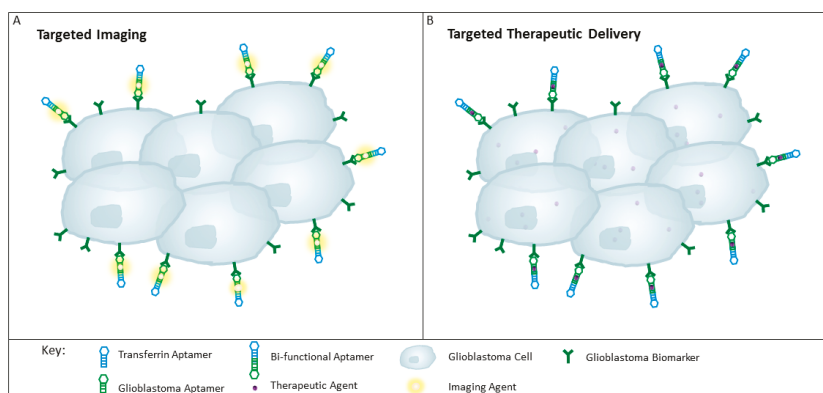 A
Targeted Imaging
B
Targeted Therapeutic Delivery
Key:
Transferrin Aptamer
Bi-functional Aptamer
Glioblastoma Cell
Glioblastoma Biomarker
Glioblastoma Aptamer
Therapeutic Agent
Imaging Agent